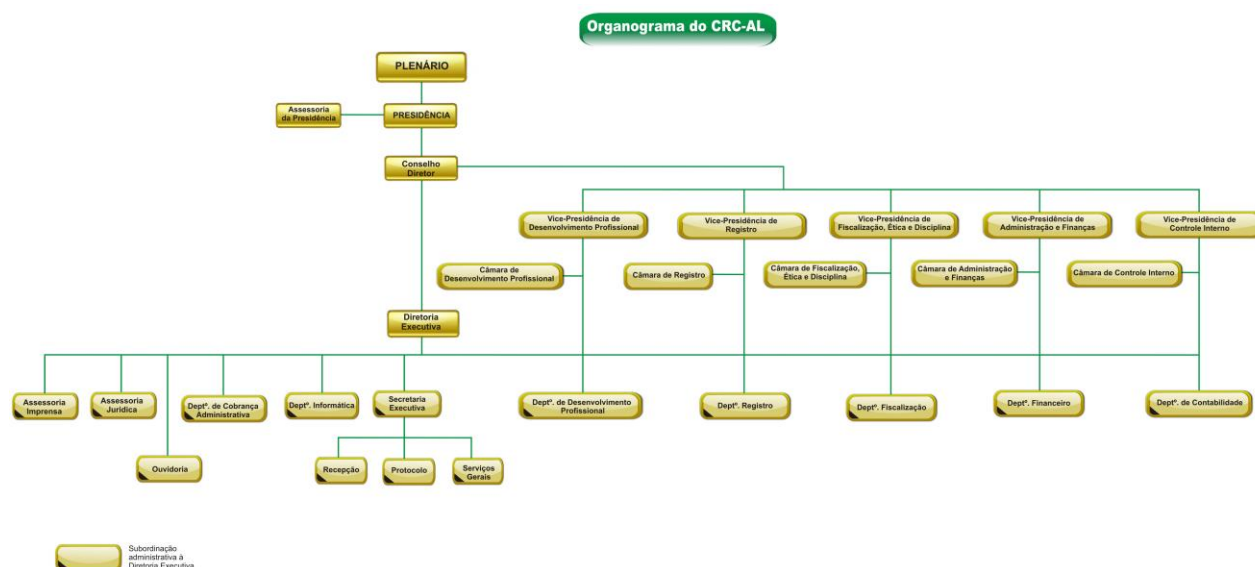 Organograma do CRC-AL
PLENÁRIO
Assessoria
da Presidência
PRESIDÊNCIA
Conselho
Diretor
Vice-Presidência de
Desenvolvimento Profissional
Vice-Presidência de
Registro
Vice-Presidência de
Fiscalização, Ética e Disciplina
Vice-Presidência de
Administração e Finanças
Vice-Presidência de
Controle Interno
Câmara de
Desenvolvimento Profissional
Câmara de Registro
Câmara de Fiscalização,
Ética e Disciplina
Câmara de Administração
e Finanças
Câmara de Controle Interno
Diretoria
Executiva
Assessoria
Imprensa
Assessoria
Jurídica
Deptº. de Cobrança
Administrativa
Deptº. Informática
Secretaria
Executiva
Deptº. de Desenvolvimento
Profissional
Deptº. Registro
Deptº. Fiscalização
Deptº. Financeiro
Deptº. de Contabilidade
Ouvidoria
Recepção
Protocolo
Serviços
Gerais
Subordinação
administrativa à
Diretoria Executiva